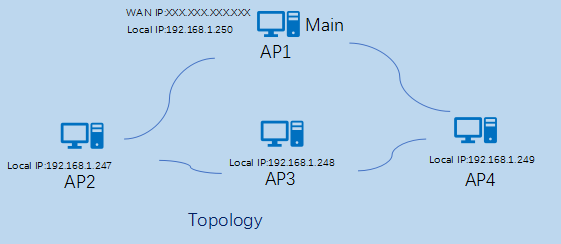 WAN IP:XXX.XXX.XXX.XXX
Local IP:192.168.1.250
Main
AP1
Local IP:192.168.1.247
AP2
Local IP:192.168.1.248
AP3
Local IP:192.168.1.249
AP4
Topology